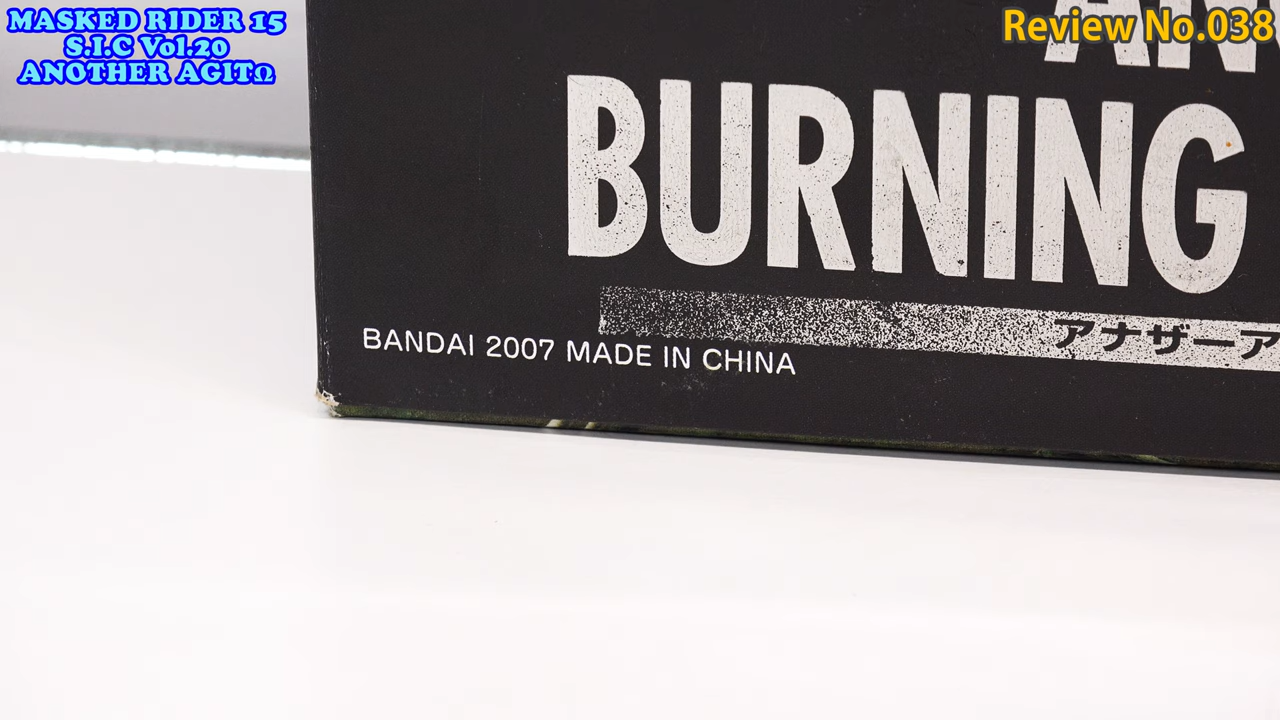 MASKED RIDER 15
S.I.C Vol.20
ANOTHER AGITΩ
Review No.038
AN
BURNING
アナザーア
BANDAI 2007 MADE IN CHINA